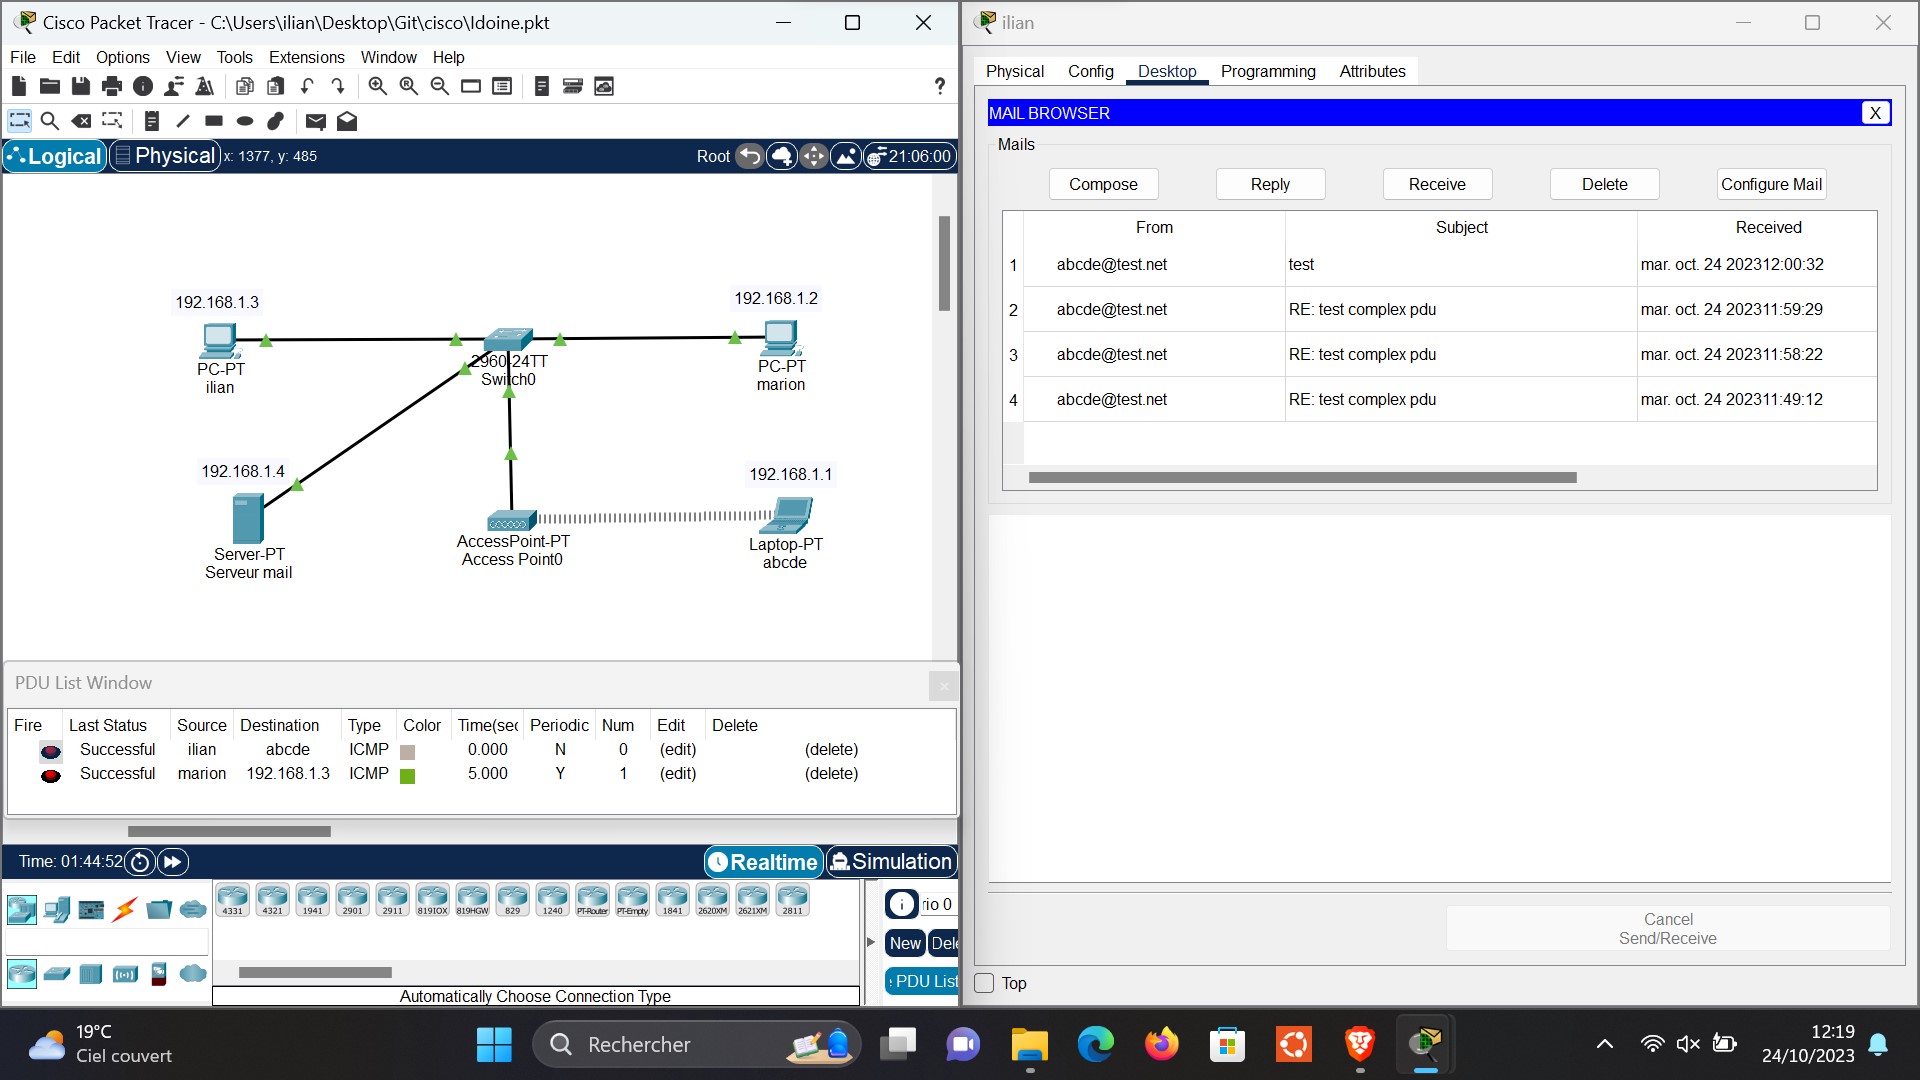 Cisco Packet Tracer - C:\Users\ilian\Desktop\Git\cisco\Idoine.pkt
File Edit Options View Tools Extensions Window Help
Logical Physical x: 1377, y: 485 Root 21:06:00
192.168.1.3
192.168.1.2
PC-PT
ilian
2960-24TT
Switch0
PC-PT
marion
192.168.1.4
192.168.1.1
Server-PT
Serveur mail
AccessPoint-PT
Access Point0
Laptop-PT
abcde
PDU List Window
Fire Last Status Source Destination Type Color Time(sec Periodic Num Edit Delete
Successful ilian abcde ICMP 0.000 N 0 (edit) (delete)
Successful marion 192.168.1.3 ICMP 5.000 Y 1 (edit) (delete)
Time: 01:44:52 Realtime Simulation
4331 4321 1941 2901 2911 819IOX 819HGW 829 1240 PT-Router PT-Empty 1841 2620XM 2621XM 2811
rio 0
New Dele
PDU List
Automatically Choose Connection Type
ilian
Physical Config Desktop Programming Attributes
MAIL BROWSER X
Mails
Compose Reply Receive Delete Configure Mail
From Subject Received
1 abcde@test.net test mar. oct. 24 202312:00:32
2 abcde@test.net RE: test complex pdu mar. oct. 24 202311:59:29
3 abcde@test.net RE: test complex pdu mar. oct. 24 202311:58:22
4 abcde@test.net RE: test complex pdu mar. oct. 24 202311:49:12
Cancel
Send/Receive
Top
19°C
Ciel couvert
Rechercher
12:19
24/10/2023